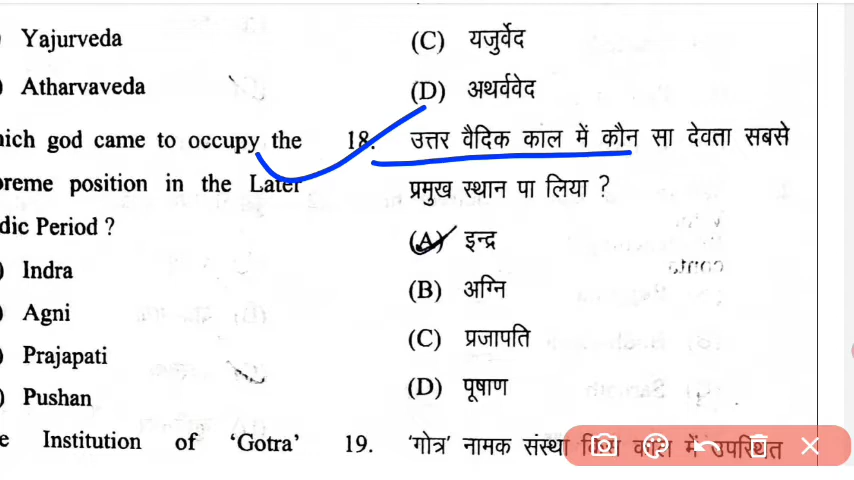 Yajurveda
Atharvaveda
hich god came to occupy the
preme position in the Later
dic Period ?
Indra
Agni
Prajapati
Pushan
e Institution of ‘Gotra’
(C) यजुर्वेद
(D) अथर्ववेद
18. उत्तर वैदिक काल में कौन सा देवता सबसे
प्रमुख स्थान पा लिया ?
(A) इन्द्र
(B) अग्नि
(C) प्रजापति
(D) पूषाण
19. ‘गोत्र’ नामक संस्था किस काल में उपस्थित